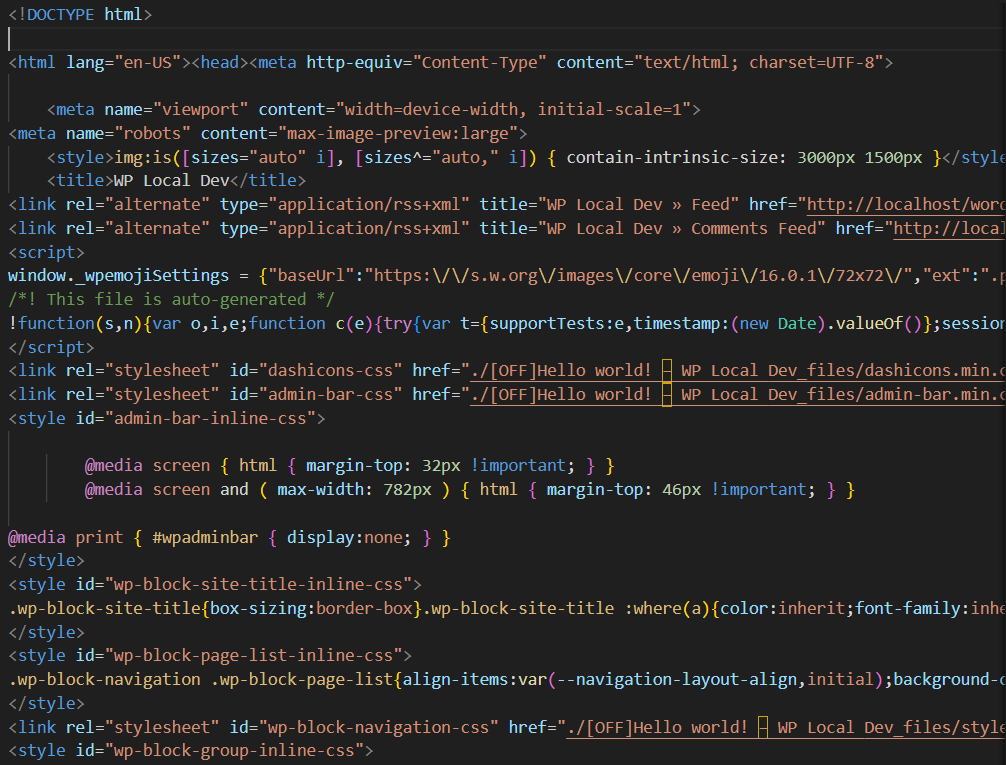 <!DOCTYPE html>
<html lang="en-US"><head><meta http-equiv="Content-Type" content="text/html; charset=UTF-8">
<meta name="viewport" content="width=device-width, initial-scale=1">
<meta name="robots" content="max-image-preview:large">
<style>img:is([sizes="auto" i], [sizes^="auto," i]) { contain-intrinsic-size: 3000px 1500px }</style
<title>WP Local Dev</title>
<link rel="alternate" type="application/rss+xml" title="WP Local Dev » Feed" href="http://localhost/word
<link rel="alternate" type="application/rss+xml" title="WP Local Dev » Comments Feed" href="http://local
<script>
window._wpemojiSettings = {"baseUrl":"https:\/\/s.w.org\/images\/core\/emoji\/16.0.1\/72x72\/","ext":".p
/*! This file is auto-generated */
!function(s,n){var o,i,e;function c(e){try{var t={supportTests:e,timestamp:(new Date).valueOf()};session
</script>
<link rel="stylesheet" id="dashicons-css" href="./[OFF]Hello world! – WP Local Dev_files/dashicons.min.c
<link rel="stylesheet" id="admin-bar-css" href="./[OFF]Hello world! – WP Local Dev_files/admin-bar.min.c
<style id="admin-bar-inline-css">
@media screen { html { margin-top: 32px !important; } }
@media screen and ( max-width: 782px ) { html { margin-top: 46px !important; } }
@media print { #wpadminbar { display:none; } }
</style>
<style id="wp-block-site-title-inline-css">
.wp-block-site-title{box-sizing:border-box}.wp-block-site-title :where(a){color:inherit;font-family:inhe
</style>
<style id="wp-block-page-list-inline-css">
.wp-block-navigation .wp-block-page-list{align-items:var(--navigation-layout-align,initial);background-c
</style>
<link rel="stylesheet" id="wp-block-navigation-css" href="./[OFF]Hello world! – WP Local Dev_files/style
<style id="wp-block-group-inline-css">